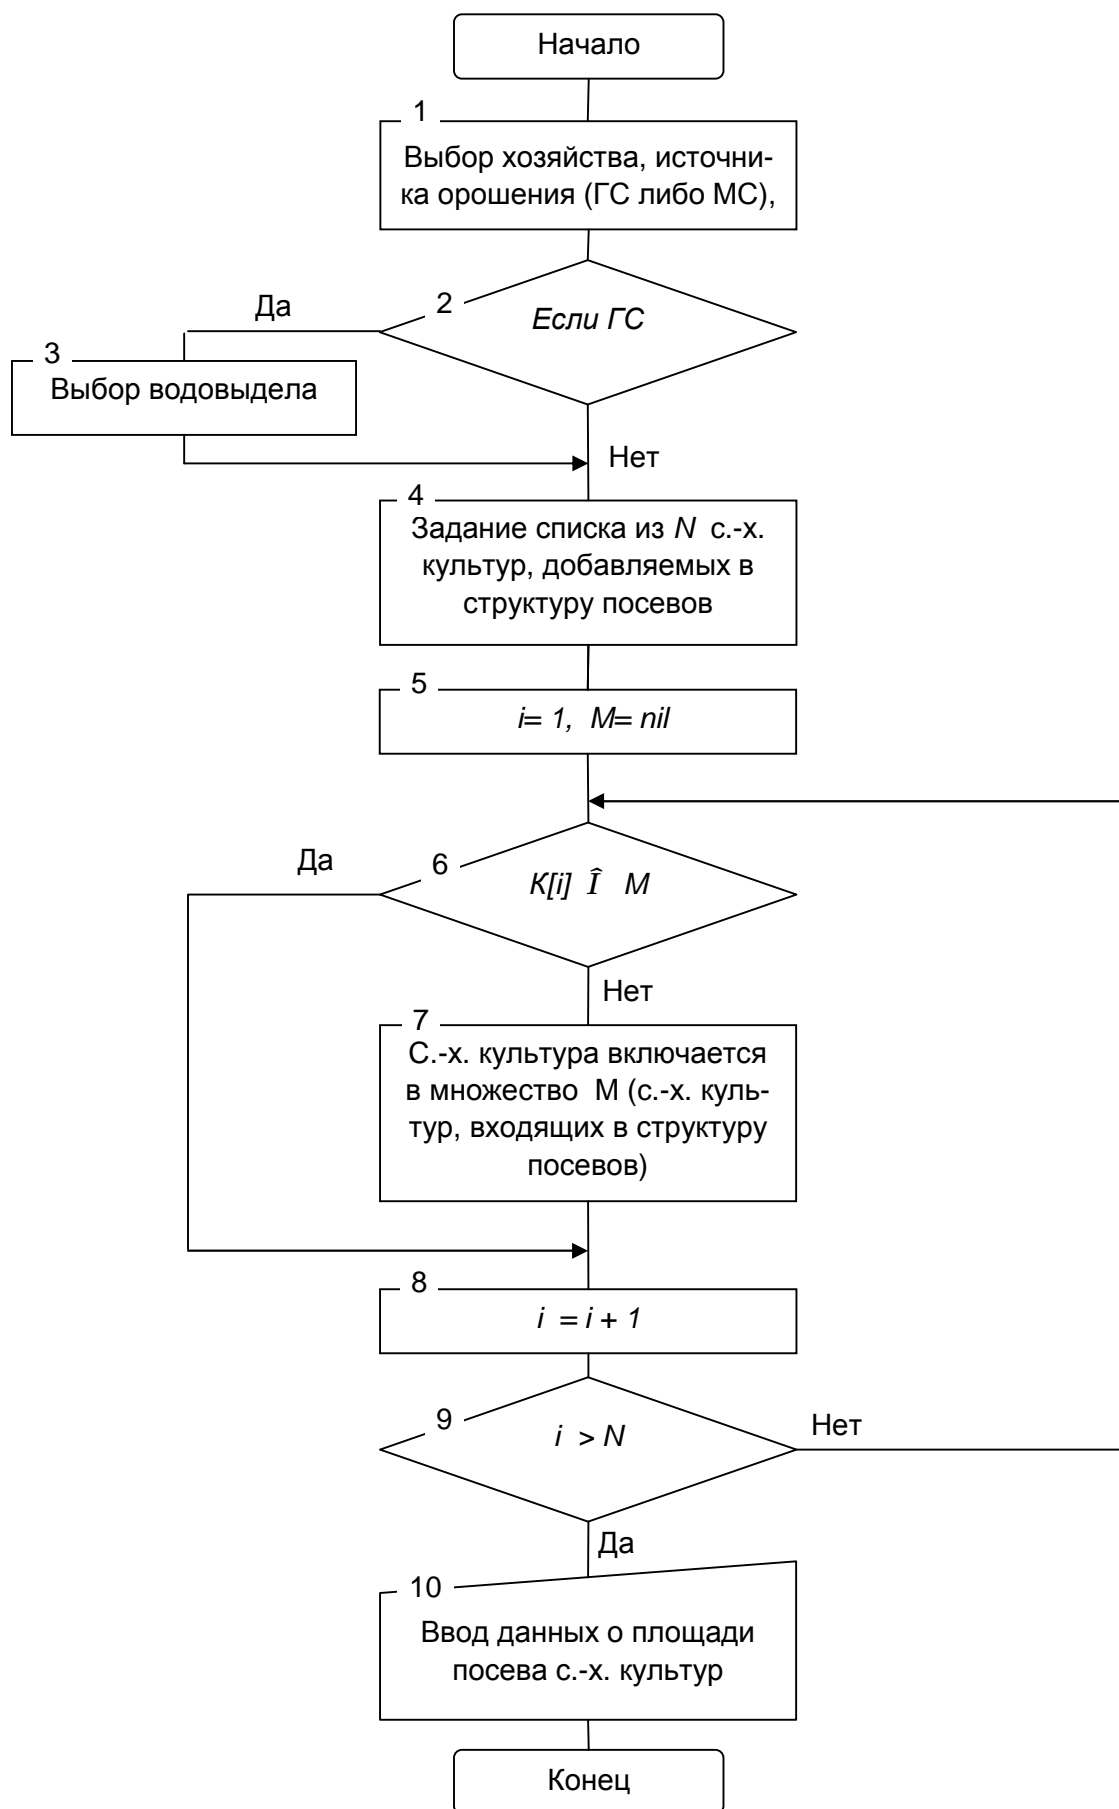 Начало
1
Выбор хозяйства, источни-
ка орошения (ГС либо МС),
2
Если ГС
Да
3
Выбор водовыдела
Нет
4
Задание списка из N с.-х.
культур, добавляемых в
структуру посевов
5
i= 1, M= nil
Да
6
K[i] Î M
Нет
7
С.-х. культура включается
в множество М (с.-х. куль-
тур, входящих в структуру
посевов)
8
i = i + 1
9
i > N
Нет
Да
10
Ввод данных о площади
посева с.-х. культур
Конец